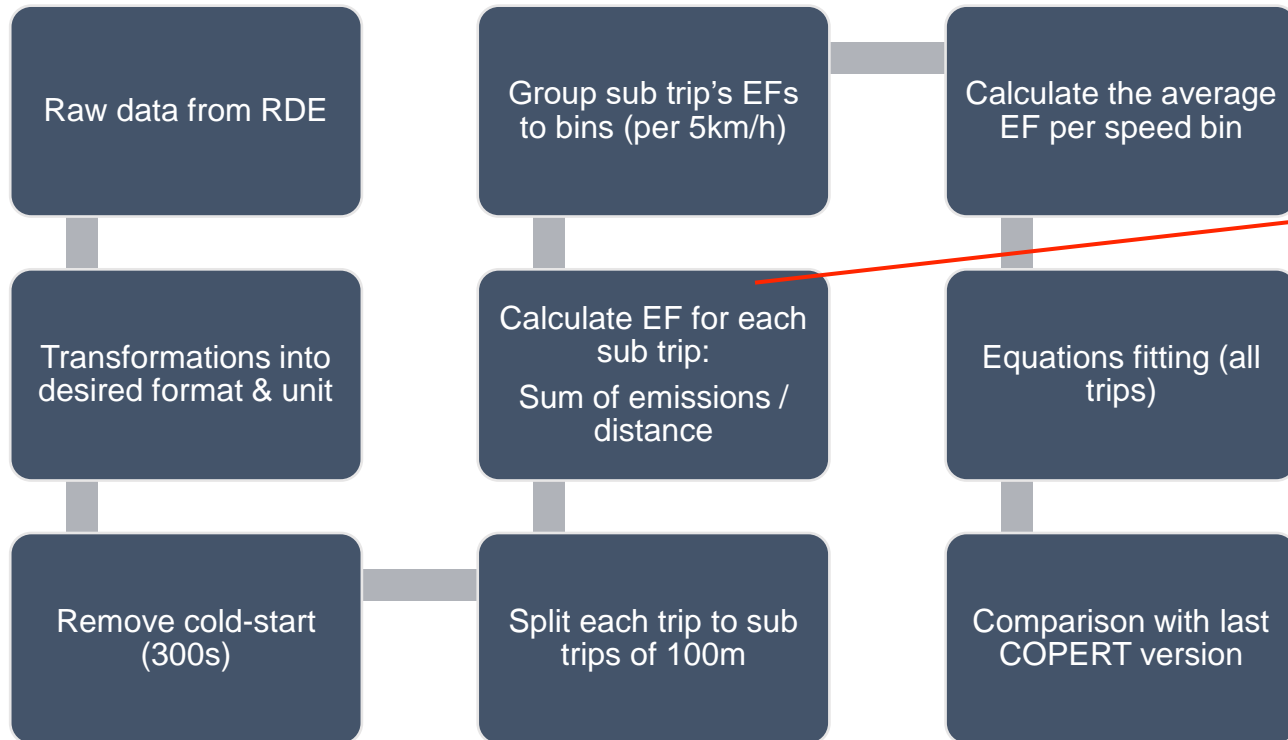 Raw data from RDE
Transformations into
desired format & unit
Remove cold-start
(300s)
Split each trip to sub
trips of 100m
Calculate EF for each
sub trip:
Sum of emissions /
distance
Group sub trip's EFs
to bins (per 5km/h)
Calculate the average
EF per speed bin
Equations fitting (all
trips)
Comparison with last
COPERT version